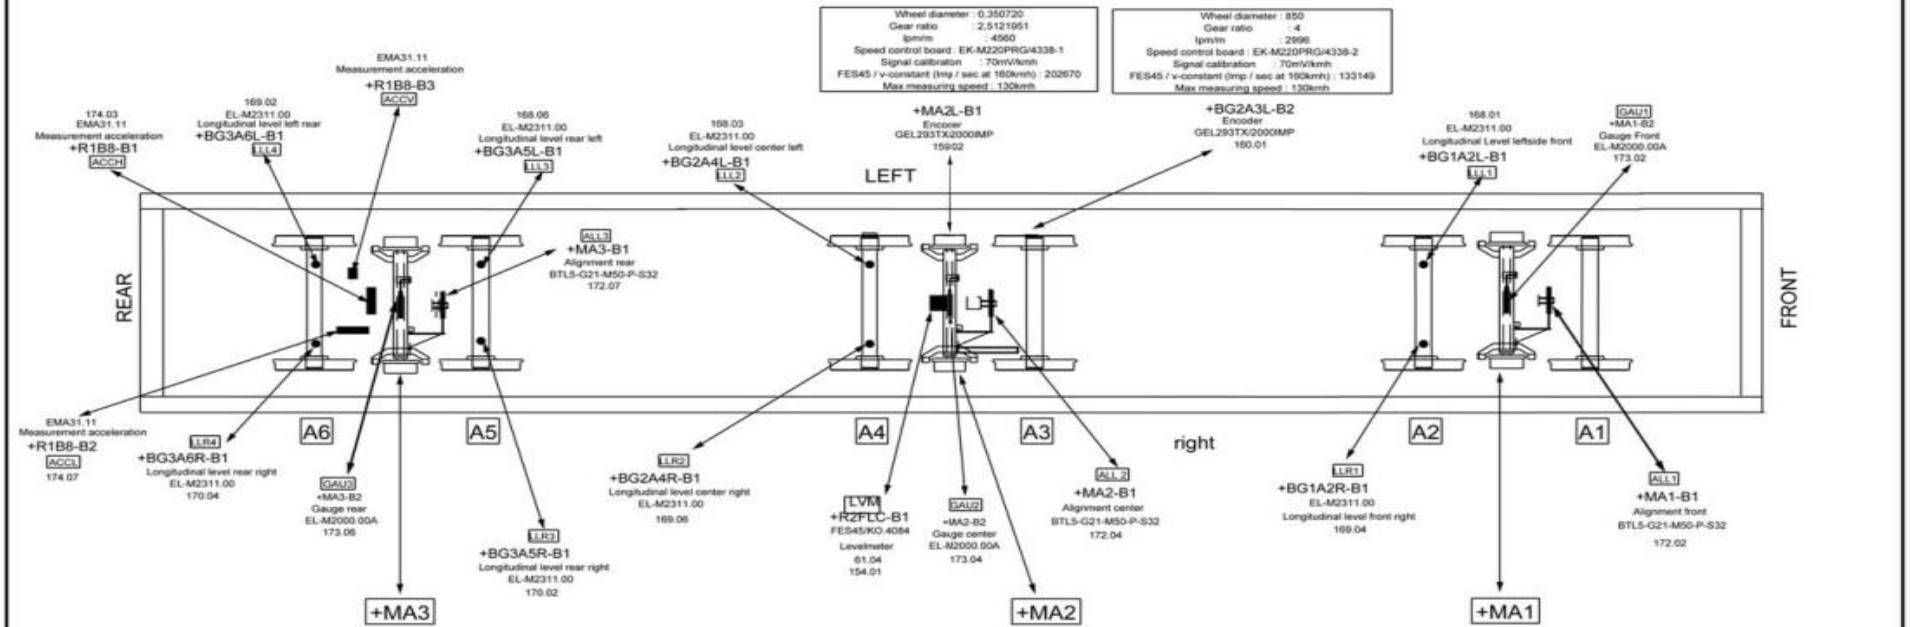 Wheel diameter : 0,350720
Gear ratio : 2,5121951
Ipm/m : 4560
Speed control board : EK-M220PRG/4338-1
Signal calibraton : 70mV/kmh
FES45 / v-constant (Imp / sec at 160kmh) : 202670
Max measuring speed : 130kmh
Wheel diameter : 850
Gear ratio : 4
Ipm/m : 2996
Speed control board : EK-M220PRG/4338-2
Signal calibration : 70mV/kmh
FES45 / v-constant (Imp / sec at 160kmh) : 133149
Max measuring speed : 130kmh
EMA31.11
Measurement acceleration
+R1B8-B3
ACCV
174.03
EMA31.11
Measurement acceleration
+R1B8-B1
ACCH
169.02
EL-M2311.00
Longitudinal level left rear
+BG3A6L-B1
LLL4
168.06
EL-M2311.00
Longitudinal level rear left
+BG3A5L-B1
LLL3
168.03
EL-M2311.00
Longitudinal level center left
+BG2A4L-B1
LLL2
+MA2L-B1
Encorer
GEL293TX/2000IMP
159.02
+BG2A3L-B2
Encoder
GEL293TX/2000IMP
160.01
168.01
EL-M2311.00
Longitudinal Level leftside front
+BG1A2L-B1
LLL1
GAU1
+MA1-B2
Gauge Front
EL-M2000.00A
173.02
LEFT
ALL3
+MA3-B1
Alignment rear
BTL5-G21-M50-P-S32
172.07
REAR
FRONT
A6
A5
A4
A3
right
A2
A1
EMA31.11
Measurement acceleration
+R1B8-B2
ACCL
174.07
LLR4
+BG3A6R-B1
Longitudinal level rear right
EL-M2311.00
170.04
GAU3
+MA3-B2
Gauge rear
EL-M2000.00A
173.06
LLR3
+BG3A5R-B1
Longitudinal level rear right
EL-M2311.00
170.02
LLR2
+BG2A4R-B1
Longitudinal level center right
EL-M2311.00
169.06
LVM
+R2FLC-B1
FES45/KO.4084
Levelmeter
61.04
154.01
GAU2
+MA2-B2
Gauge center
EL-M2000.00A
173.04
ALL 2
+MA2-B1
Alignment center
BTL5-G21-M50-P-S32
172.04
LLR1
+BG1A2R-B1
EL-M2311.00
Longitudinal level front right
169.04
ALL1
+MA1-B1
Alignment front
BTL5-G21-M50-P-S32
172.02
+MA3
+MA2
+MA1